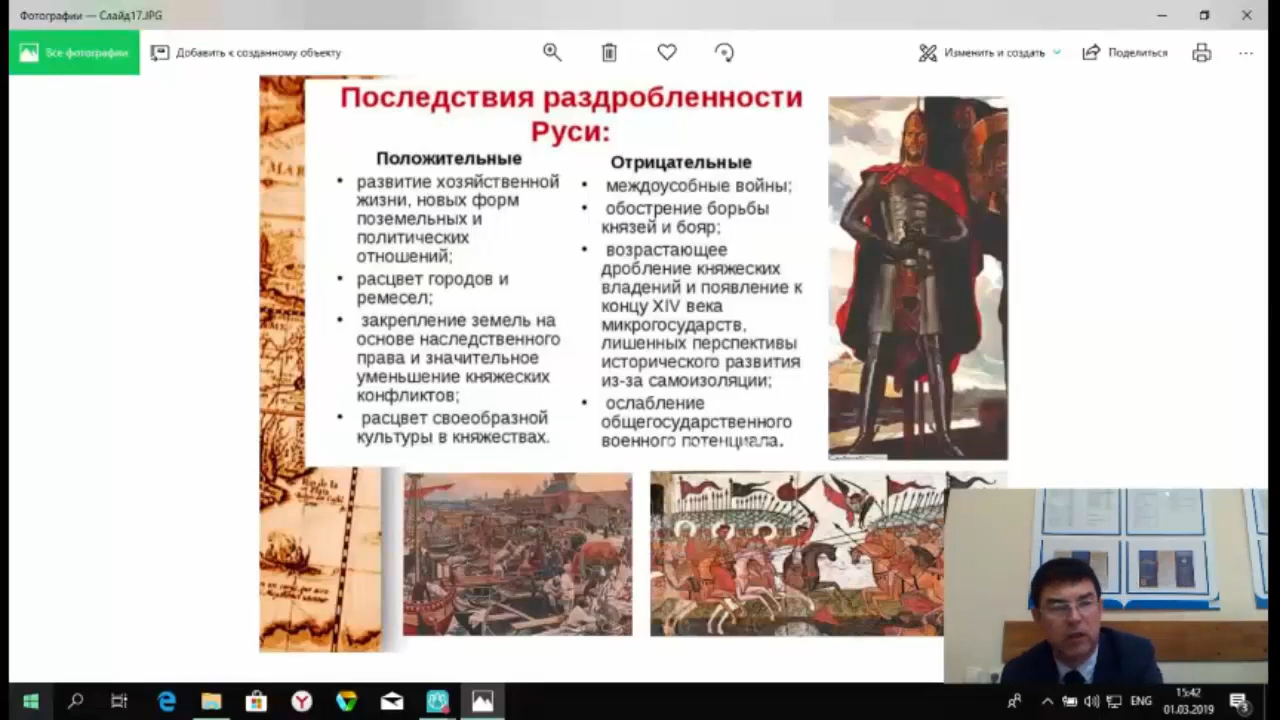 Фотографии — Слайд17.JPG
Все фотографии
Добавить к созданному объекту
Изменить и создать
Поделиться
Последствия раздробленности
Руси:
Положительные
• развитие хозяйственной
жизни, новых форм
поземельных и
политических
отношений;
• расцвет городов и
ремесел;
• закрепление земель на
основе наследственного
права и значительное
уменьшение княжеских
конфликтов;
• расцвет своеобразной
культуры в княжествах.
Отрицательные
• междоусобные войны;
• обострение борьбы
князей и бояр;
• возрастающее
дробление княжеских
владений и появление к
концу XIV века
микрогосударств,
лишенных перспективы
исторического развития
из-за самоизоляции;
• ослабление
общегосударственного
военного потенциала.
ENG
15:42
01.03.2019
3